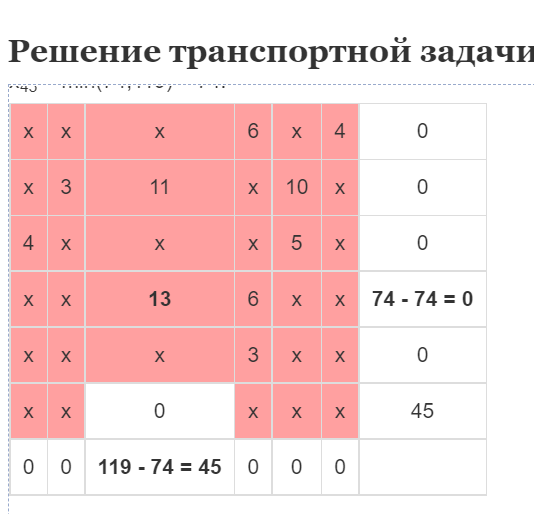 Решение транспортной задачи
x x x 6 x 4 0
x 3 11 x 10 x 0
4 x x x 5 x 0
x x 13 6 x x 74 - 74 = 0
x x x 3 x x 0
x x 0 x x x 45
0 0 119 - 74 = 45 0 0 0